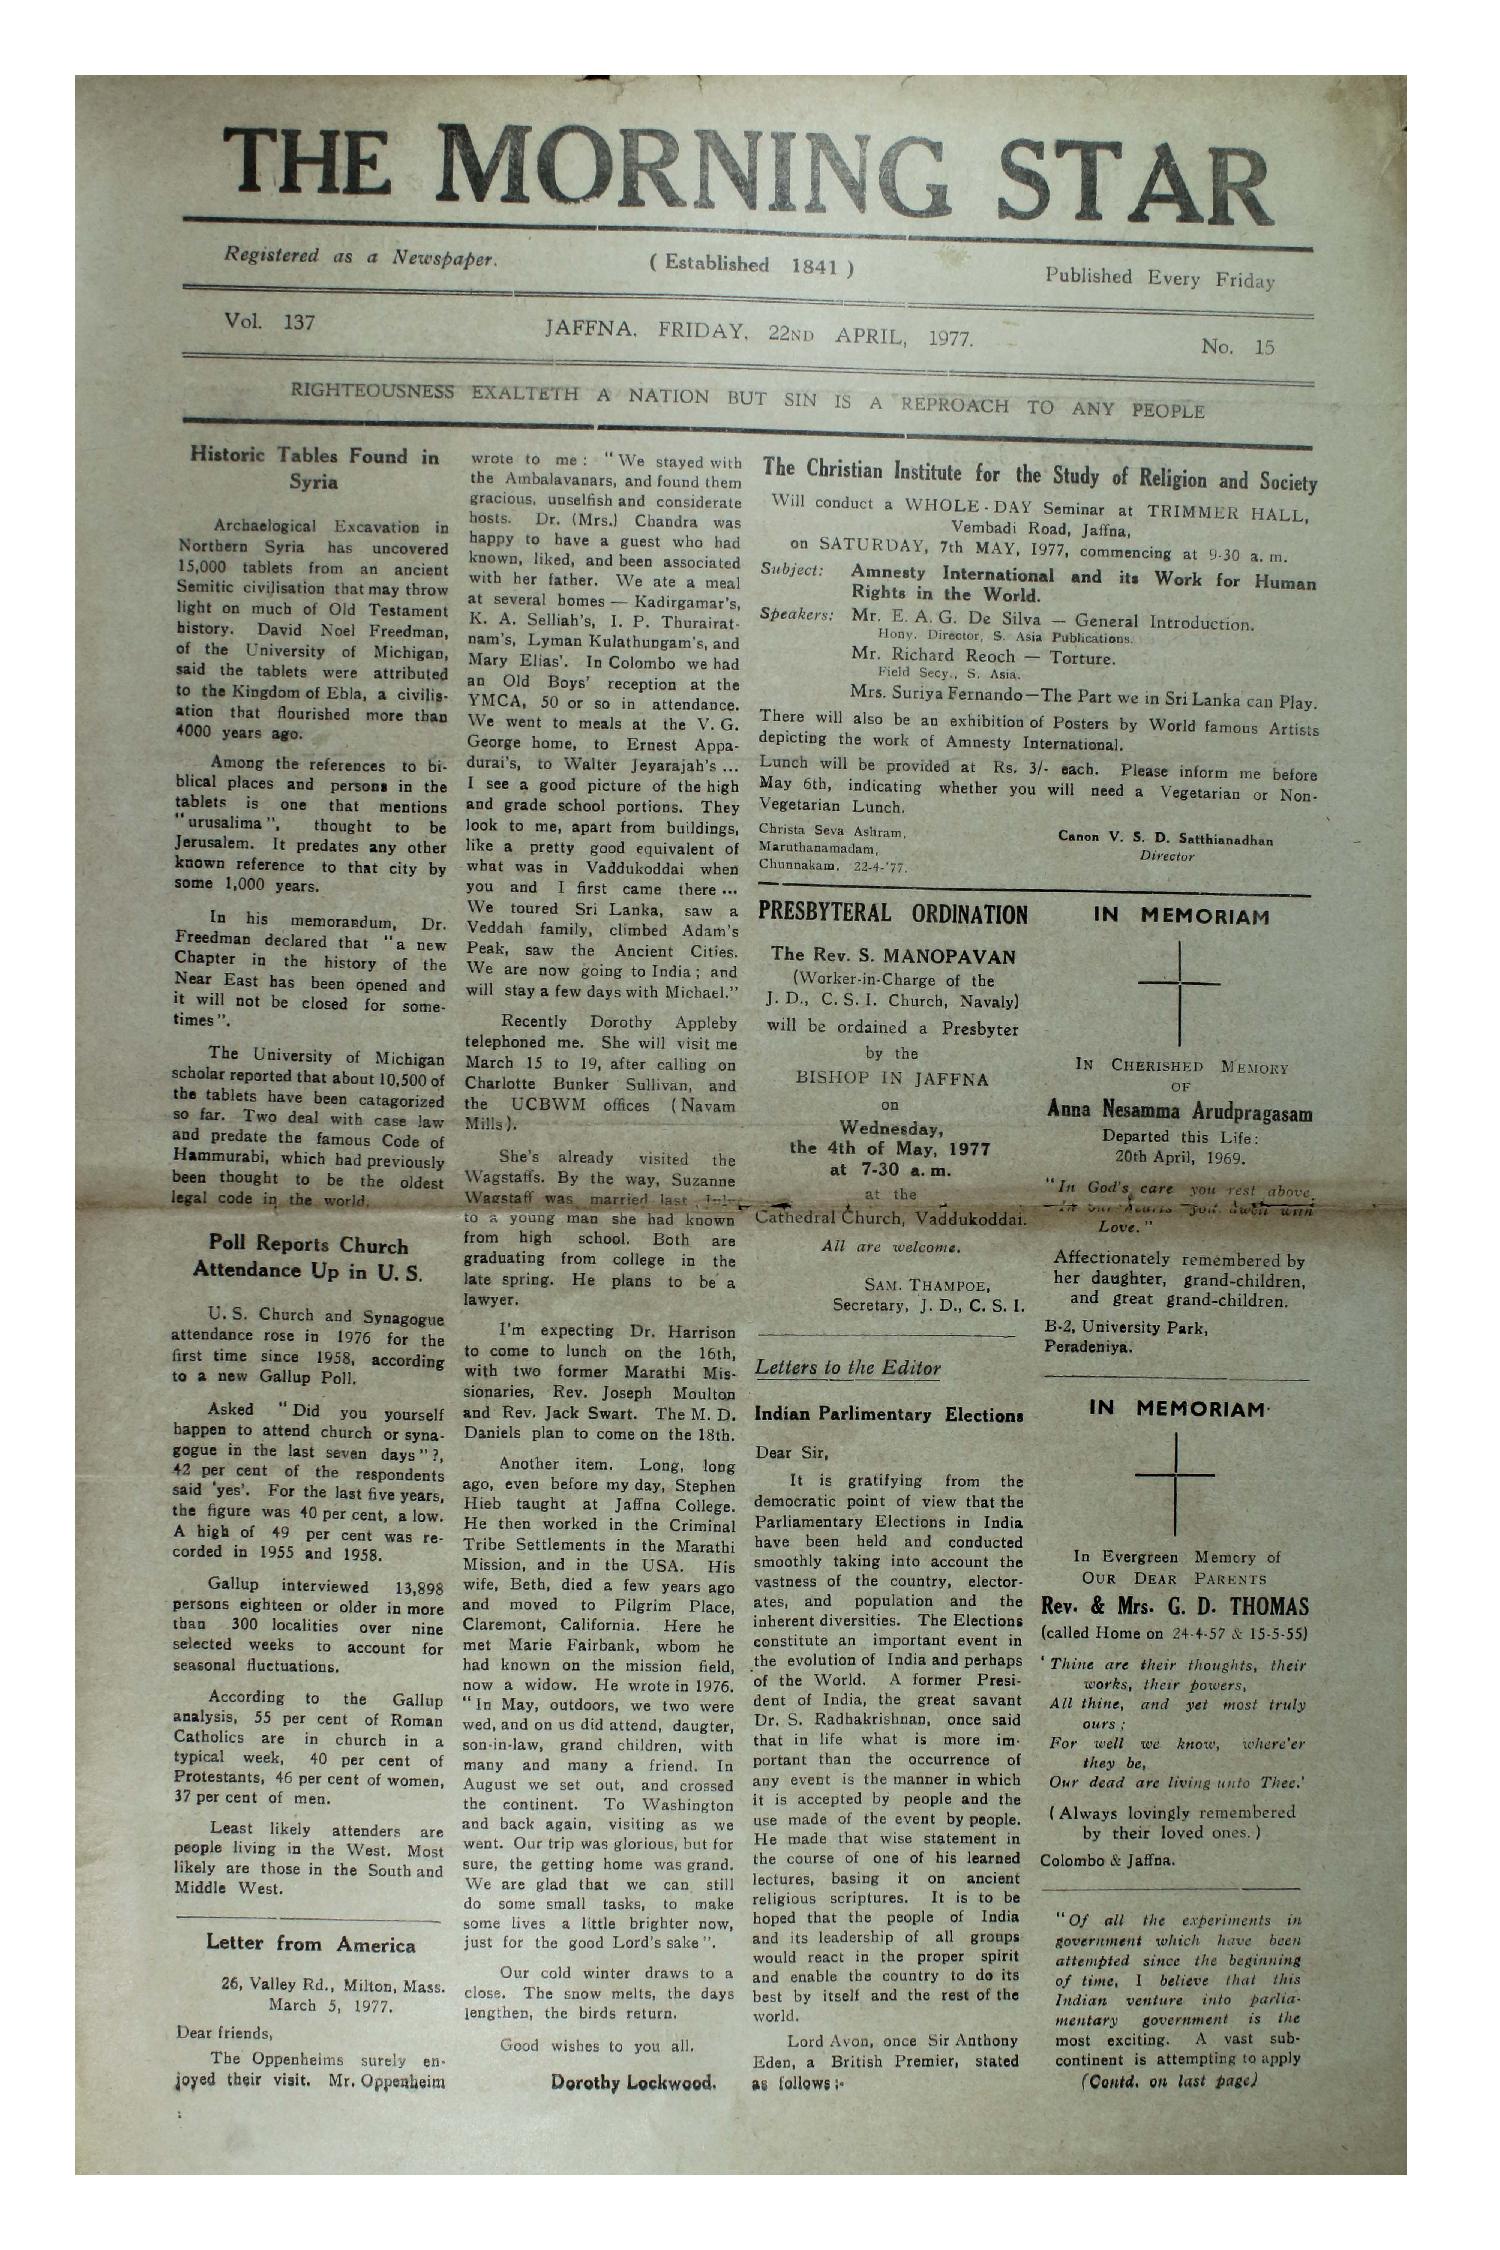 THE MORNING STAR
Registered as a Newspaper.
( Established 1841 )
Published Every Friday
Vol. 137
JAFFNA, FRIDAY, 22ND APRIL, 1977.
No. 15
RIGHTEOUSNESS EXALTETH A NATION BUT SIN IS A REPROACH TO ANY PEOPLE
Historic Tables Found in
Syria
Archaelogical Excavation in
Northern Syria has uncovered
15,000 tablets from an ancient
Semitic civilisation that may throw
light on much of Old Testament
history. David Noel Freedman,
of the University of Michigan,
said the tablets were attributed
to the Kingdom of Ebla, a civilis-
ation that flourished more than
4000 years ago.
Among the references to bi-
blical places and persons in the
tablets is one that mentions
"urusalima", thought to be
Jerusalem. It predates any other
known reference to that city by
some 1,000 years.
In his memorandum, Dr.
Freedman declared that "a new
Chapter in the history of the
Near East has been opened and
it will not be closed for some-
times".
The University of Michigan
scholar reported that about 10,500 of
the tablets have been catagorized
so far. Two deal with case law
and predate the famous Code of
Hammurabi, which had previously
been thought to be the oldest
legal code in the world.
Poll Reports Church
Attendance Up in U. S.
U. S. Church and Synagogue
attendance rose in 1976 for the
first time since 1958, according
to a new Gallup Poll.
Asked "Did you yourself
happen to attend church or syna-
gogue in the last seven days"?,
42 per cent of the respondents
said 'yes'. For the last five years,
the figure was 40 per cent, a low.
A high of 49 per cent was re-
corded in 1955 and 1958.
Gallup interviewed 13,898
persons eighteen or older in more
than 300 localities over nine
selected weeks to account for
seasonal fluctuations.
According to the Gallup
analysis, 55 per cent of Roman
Catholics are in church in a
typical week, 40 per cent of
Protestants, 46 per cent of women,
37 per cent of men.
Least likely attenders are
people living in the West. Most
likely are those in the South and
Middle West.
Letter from America
26, Valley Rd., Milton, Mass.
March 5, 1977.
Dear friends,
The Oppenheims surely en-
joyed their visit. Mr. Oppenheim
wrote to me : "We stayed with
the Ambalavanars, and found them
gracious, unselfish and considerate
hosts. Dr. (Mrs.) Chandra was
happy to have a guest who had
known, liked, and been associated
with her father. We ate a meal
at several homes — Kadirgamar's,
K. A. Selliah's, I. P. Thurairat-
nam's, Lyman Kulathungam's, and
Mary Elias'. In Colombo we had
an Old Boys' reception at the
YMCA, 50 or so in attendance.
We went to meals at the V. G.
George home, to Ernest Appa-
durai's, to Walter Jeyarajah's ...
I see a good picture of the high
and grade school portions. They
look to me, apart from buildings,
like a pretty good equivalent of
what was in Vaddukoddai when
you and I first came there ...
We toured Sri Lanka, saw a
Veddah family, climbed Adam's
Peak, saw the Ancient Cities.
We are now going to India ; and
will stay a few days with Michael."
Recently Dorothy Appleby
telephoned me. She will visit me
March 15 to 19, after calling on
Charlotte Bunker Sullivan, and
the UCBWM offices (Navam
Mills).
She's already visited the
Wagstaffs. By the way, Suzanne
Wagstaff was married last July
to a young man she had known
from high school. Both are
graduating from college in the
late spring. He plans to be a
lawyer.
I'm expecting Dr. Harrison
to come to lunch on the 16th,
with two former Marathi Mis-
sionaries, Rev. Joseph Moulton
and Rev. Jack Swart. The M. D.
Daniels plan to come on the 18th.
Another item. Long, long
ago, even before my day, Stephen
Hieb taught at Jaffna College.
He then worked in the Criminal
Tribe Settlements in the Marathi
Mission, and in the USA. His
wife, Beth, died a few years ago
and moved to Pilgrim Place,
Claremont, California. Here he
met Marie Fairbank, whom he
had known on the mission field,
now a widow. He wrote in 1976.
"In May, outdoors, we two were
wed, and on us did attend, daugter,
son-in-law, grand children, with
many and many a friend. In
August we set out, and crossed
the continent. To Washington
and back again, visiting as we
went. Our trip was glorious, but for
sure, the getting home was grand.
We are glad that we can still
do some small tasks, to make
some lives a little brighter now,
just for the good Lord's sake".
Our cold winter draws to a
close. The snow melts, the days
lengthen, the birds return.
Good wishes to you all.
Dorothy Lockwood.
The Christian Institute for the Study of Religion and Society
Will conduct a WHOLE-DAY Seminar at TRIMMER HALL,
Vembadi Road, Jaffna,
on SATURDAY, 7th MAY, 1977, commencing at 9-30 a. m.
Subject: Amnesty International and its Work for Human
Rights in the World.
Speakers: Mr. E. A. G. De Silva — General Introduction.
Hony. Director, S. Asia Publications.
Mr. Richard Reoch — Torture.
Field Secy., S. Asia.
Mrs. Suriya Fernando—The Part we in Sri Lanka can Play.
There will also be an exhibition of Posters by World famous Artists
depicting the work of Amnesty International.
Lunch will be provided at Rs. 3/- each. Please inform me before
May 6th, indicating whether you will need a Vegetarian or Non-
Vegetarian Lunch.
Christa Seva Ashram,
Maruthanamadam,
Chunnakam. 22-4-'77.
Canon V. S. D. Satthianadhan
Director
PRESBYTERAL ORDINATION
The Rev. S. MANOPAVAN
(Worker-in-Charge of the
J. D., C. S. I. Church, Navaly)
will be ordained a Presbyter
by the
BISHOP IN JAFFNA
on
Wednesday,
the 4th of May, 1977
at 7-30 a. m.
at the
Cathedral Church, Vaddukoddai.
All are welcome.
SAM. THAMPOE,
Secretary, J. D., C. S. I.
Letters to the Editor
Indian Parlimentary Elections
Dear Sir,
It is gratifying from the
democratic point of view that the
Parliamentary Elections in India
have been held and conducted
smoothly taking into account the
vastness of the country, elector-
ates, and population and the
inherent diversities. The Elections
constitute an important event in
the evolution of India and perhaps
of the World. A former Presi-
dent of India, the great savant
Dr. S. Radhakrishnan, once said
that in life what is more im-
portant than the occurrence of
any event is the manner in which
it is accepted by people and the
use made of the event by people.
He made that wise statement in
the course of one of his learned
lectures, basing it on ancient
religious scriptures. It is to be
hoped that the people of India
and its leadership of all groups
would react in the proper spirit
and enable the country to do its
best by itself and the rest of the
world.
Lord Avon, once Sir Anthony
Eden, a British Premier, stated
as follows :-
IN MEMORIAM
IN CHERISHED MEMORY
OF
Anna Nesamma Arudpragasam
Departed this Life:
20th April, 1969.
"In God's care you rest above,
in our hearts you dwell with
Love."
Affectionately remembered by
her daughter, grand-children,
and great grand-children.
B-2, University Park,
Peradeniya.
IN MEMORIAM
In Evergreen Memory of
OUR DEAR PARENTS
Rev. & Mrs. G. D. THOMAS
(called Home on 24-4-57 & 15-5-55)
'Thine are their thoughts, their
works, their powers,
All thine, and yet most truly
ours ;
For well we know, where'er
they be,
Our dead are living unto Thee.'
( Always lovingly remembered
by their loved ones. )
Colombo & Jaffna.
"Of all the experiments in
government which have been
attempted since the beginning
of time, I believe that this
Indian venture into parlia-
mentary government is the
most exciting. A vast sub-
continent is attempting to apply
(Contd. on last page)